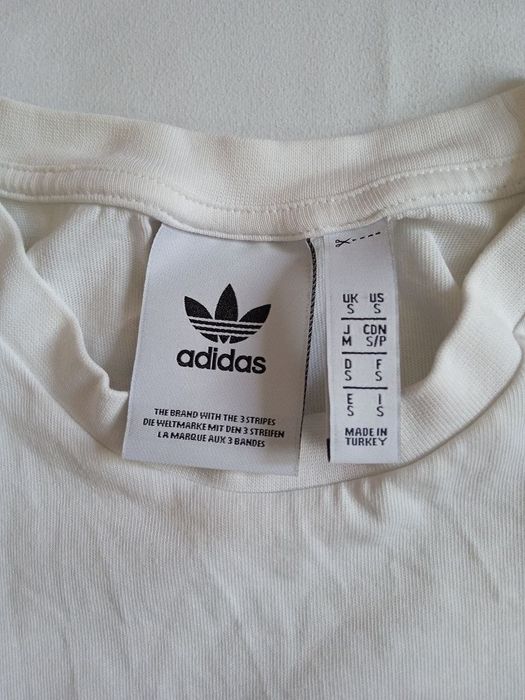 adidas
THE BRAND WITH THE 3 STRIPES
DIE WELTMARKE MIT DEN 3 STREIFEN
LA MARQUE AUX 3 BANDES
UK US
S S
J CDN
M S/P
D F
S S
E I
S S
MADE IN
TURKEY